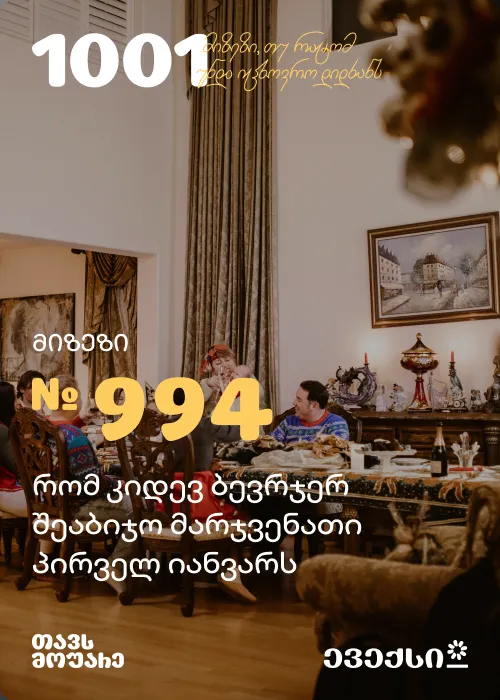 1001 მიზეზი, თუ რატომ
უნდა იცხოვრო დიდხანს
მიზეზი
№ 994
რომ კიდევ ბევრჯერ
შეაბიჯო მარჯვენათი
პირველ იანვარს
თავს
მოუარე
ევექსი